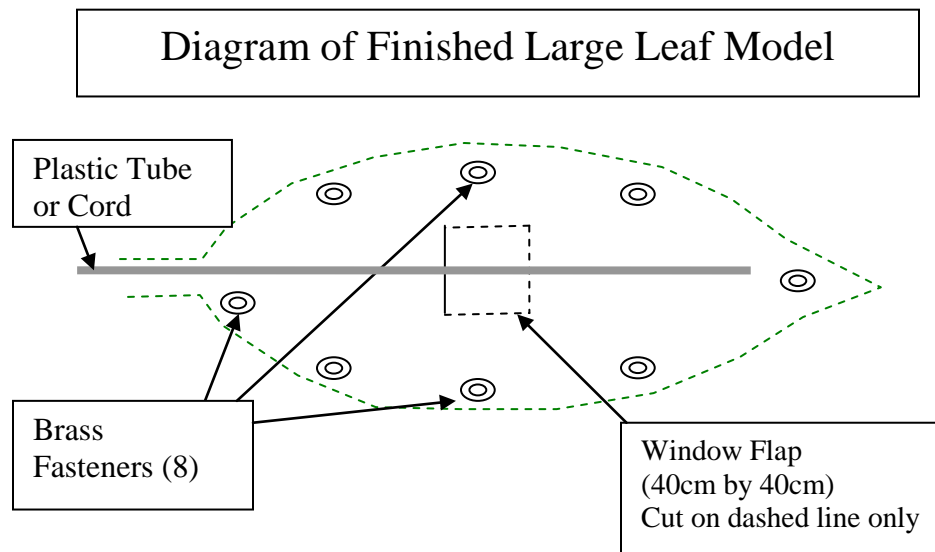 Diagram of Finished Large Leaf Model
Plastic Tube
or Cord
Brass
Fasteners (8)
Window Flap
(40cm by 40cm)
Cut on dashed line only